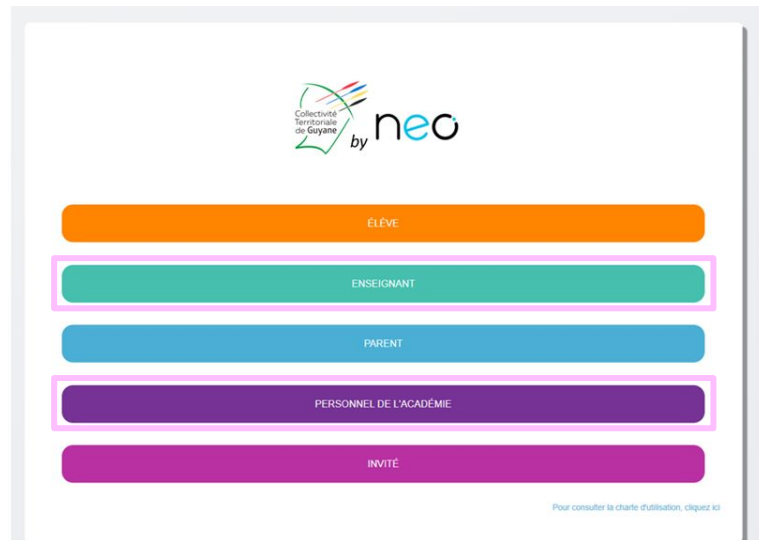 Collectivité
Territoriale
de Guyane
by neo
ÉLÈVE
ENSEIGNANT
PARENT
PERSONNEL DE L'ACADÉMIE
INVITÉ
Pour consulter la charte d'utilisation, cliquez ici